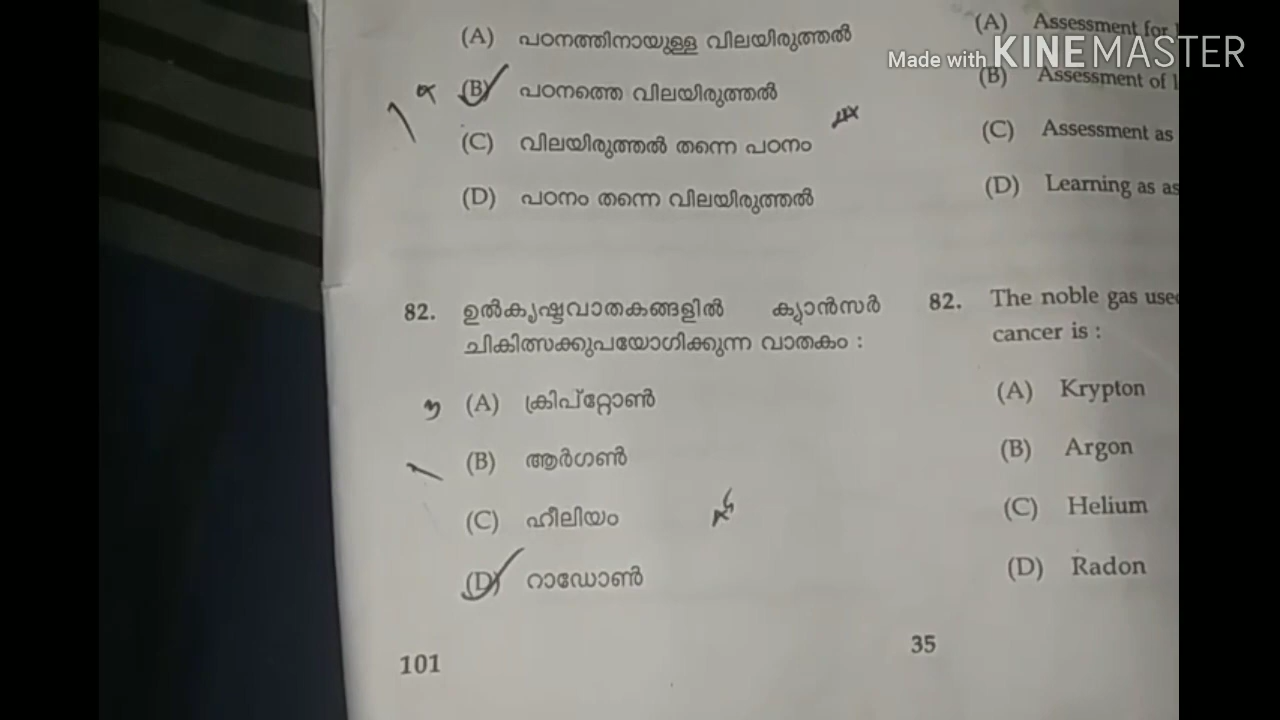 (A) പഠനത്തിനായുള്ള വിലയിരുത്തൽ
(B) പഠനത്തെ വിലയിരുത്തൽ
(C) വിലയിരുത്തൽ തന്നെ പഠനം
(D) പഠനം തന്നെ വിലയിരുത്തൽ
82. ഉൽകൃഷ്ടവാതകങ്ങളിൽ ക്യാൻസർ
ചികിത്സക്കുപയോഗിക്കുന്ന വാതകം :
(A) ക്രിപ്റ്റോൺ
(B) ആർഗൺ
(C) ഹീലിയം
(D) റാഡോൺ
101
(A) Assessment for
(B) Assessment of
(C) Assessment as
(D) Learning as
82. The noble gas used
cancer is :
(A) Krypton
(B) Argon
(C) Helium
(D) Radon
35
Made with KINEMASTER